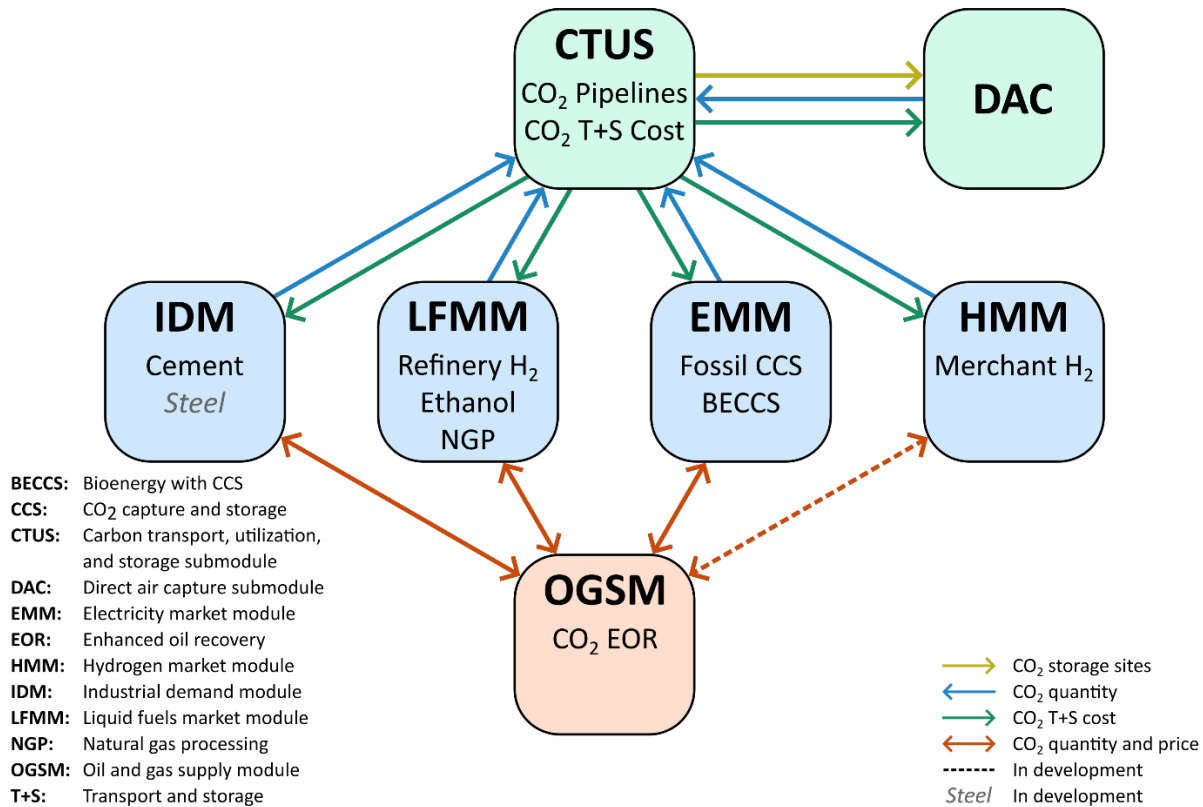 CTUS
CO₂ Pipelines
CO₂ T+S Cost
DAC
IDM
Cement
Steel
LFMM
Refinery H₂
Ethanol
NGP
EMM
Fossil CCS
BECCS
HMM
Merchant H₂
OGSM
CO₂ EOR
BECCS: Bioenergy with CCS
CCS: CO₂ capture and storage
CTUS: Carbon transport, utilization,
and storage submodule
DAC: Direct air capture submodule
EMM: Electricity market module
EOR: Enhanced oil recovery
HMM: Hydrogen market module
IDM: Industrial demand module
LFMM: Liquid fuels market module
NGP: Natural gas processing
OGSM: Oil and gas supply module
T+S: Transport and storage
CO₂ storage sites
CO₂ quantity
CO₂ T+S cost
CO₂ quantity and price
In development
Steel In development